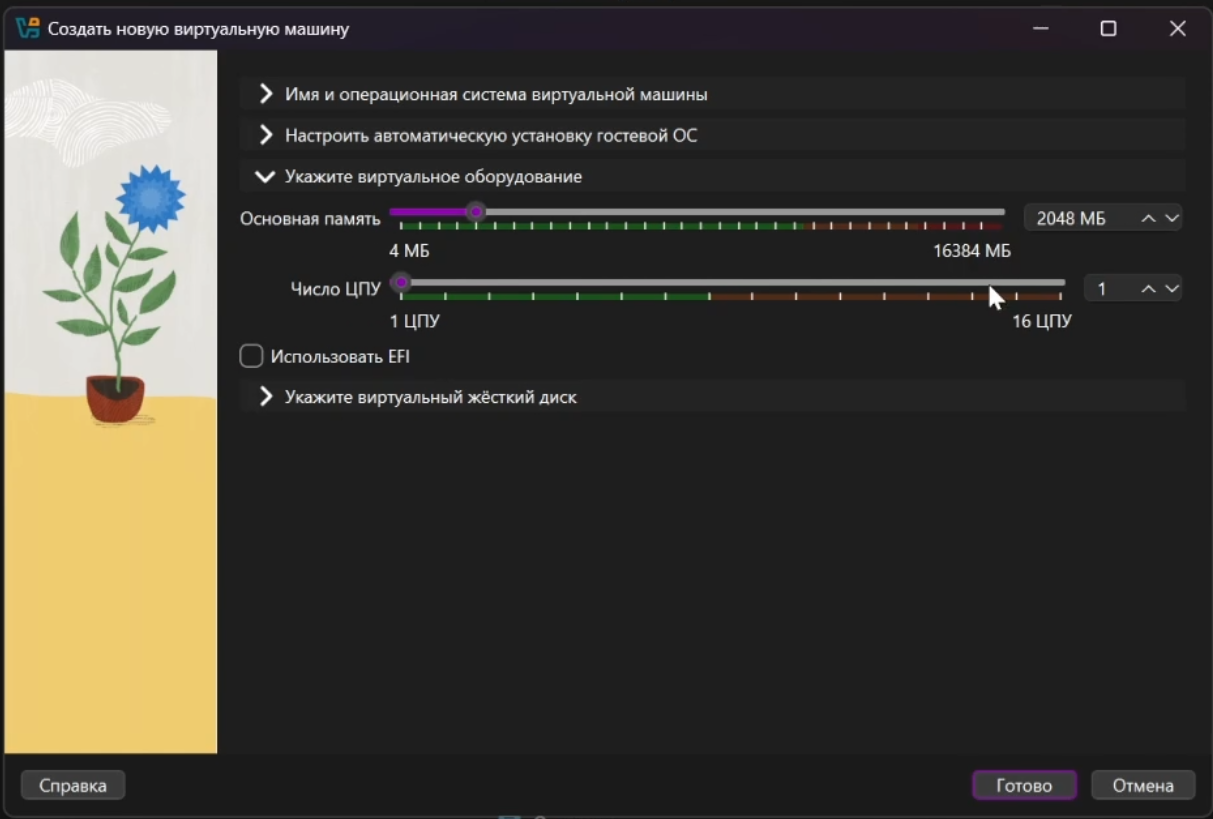 Создать новую виртуальную машину
Имя и операционная система виртуальной машины
Настроить автоматическую установку гостевой ОС
Укажите виртуальное оборудование
Основная память 2048 МБ
4 МБ 16384 МБ
Число ЦПУ 1
1 ЦПУ 16 ЦПУ
Использовать EFI
Укажите виртуальный жёсткий диск
Справка Готово Отмена